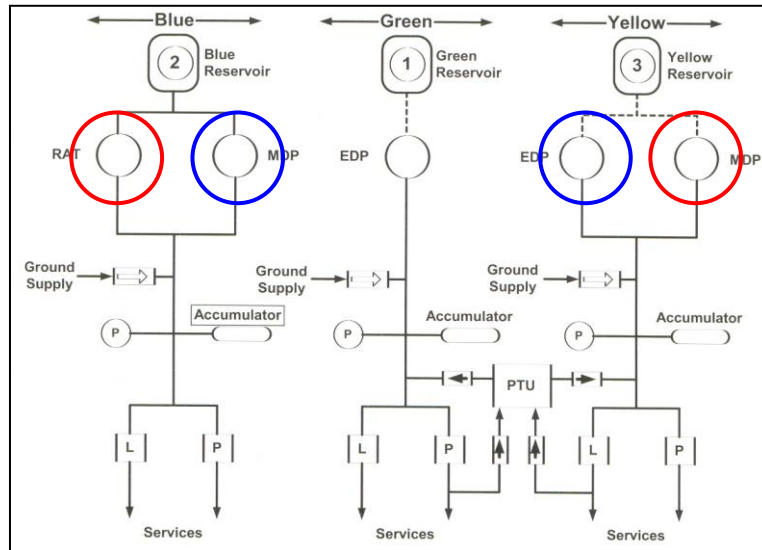 Blue
Green
Yellow
2
Blue
Reservoir
1
Green
Reservoir
3
Yellow
Reservoir
RAT
MDP
EDP
EDP
MDP
Ground
Supply
Ground
Supply
Ground
Supply
P
Accumulator
P
Accumulator
P
Accumulator
PTU
L
P
L
P
L
P
Services
Services
Services